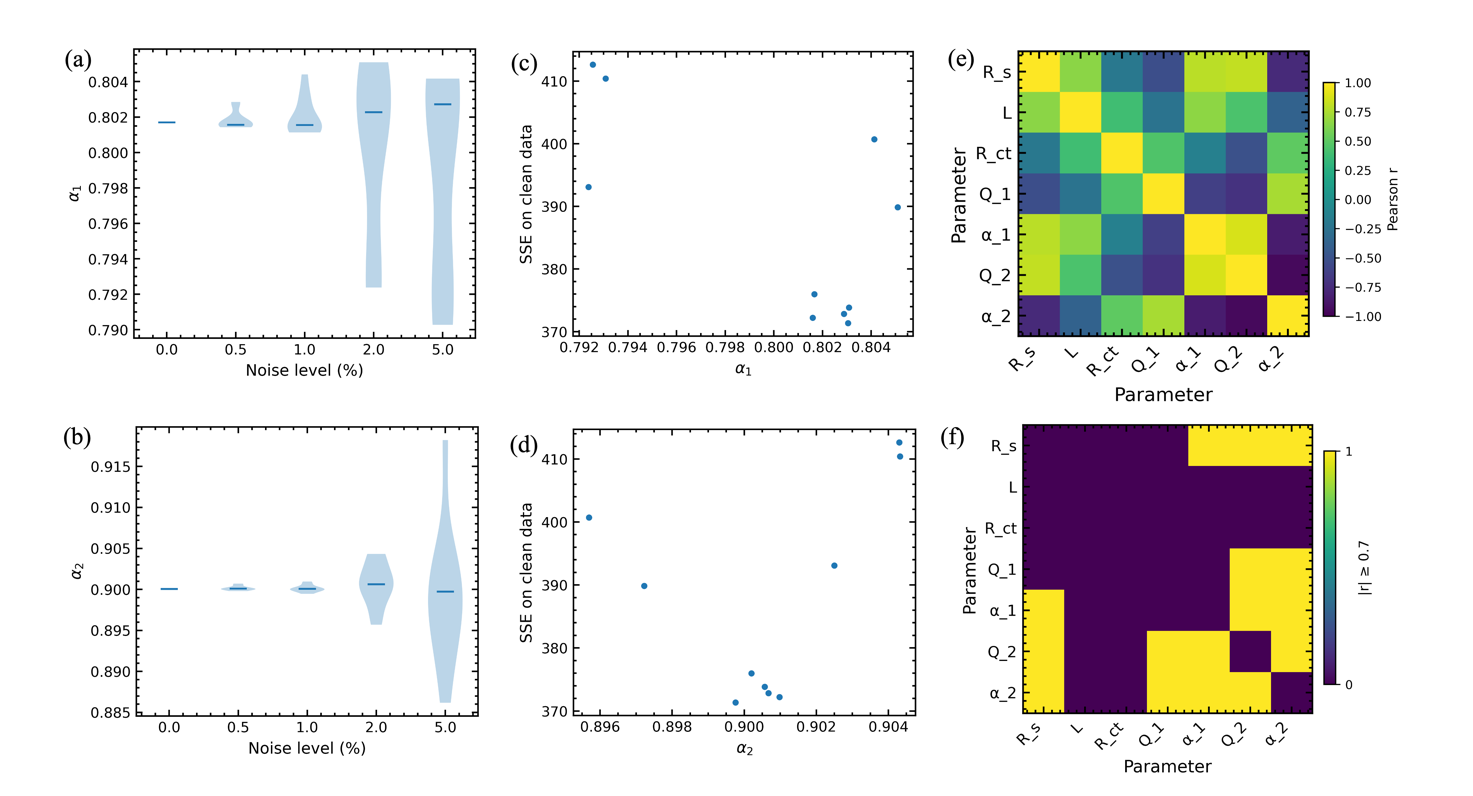 (a)
0.804
0.802
0.800
0.798
0.796
0.794
0.792
0.790
α₁
0.0 0.5 1.0 2.0 5.0
Noise level (%)
(c)
410
400
390
380
370
SSE on clean data
0.792 0.794 0.796 0.798 0.800 0.802 0.804
α₁
(e)
R_s
L
R_ct
Q_1
α_1
Q_2
α_2
Parameter
R_s L R_ct Q_1 α_1 Q_2 α_2
Parameter
1.00
0.75
0.50
0.25
0.00
−0.25
−0.50
−0.75
−1.00
Pearson r
(b)
0.915
0.910
0.905
0.900
0.895
0.890
0.885
α₂
0.0 0.5 1.0 2.0 5.0
Noise level (%)
(d)
410
400
390
380
370
SSE on clean data
0.896 0.898 0.900 0.902 0.904
α₂
(f)
R_s
L
R_ct
Q_1
α_1
Q_2
α_2
Parameter
R_s L R_ct Q_1 α_1 Q_2 α_2
Parameter
1
0
|r| ≥ 0.7